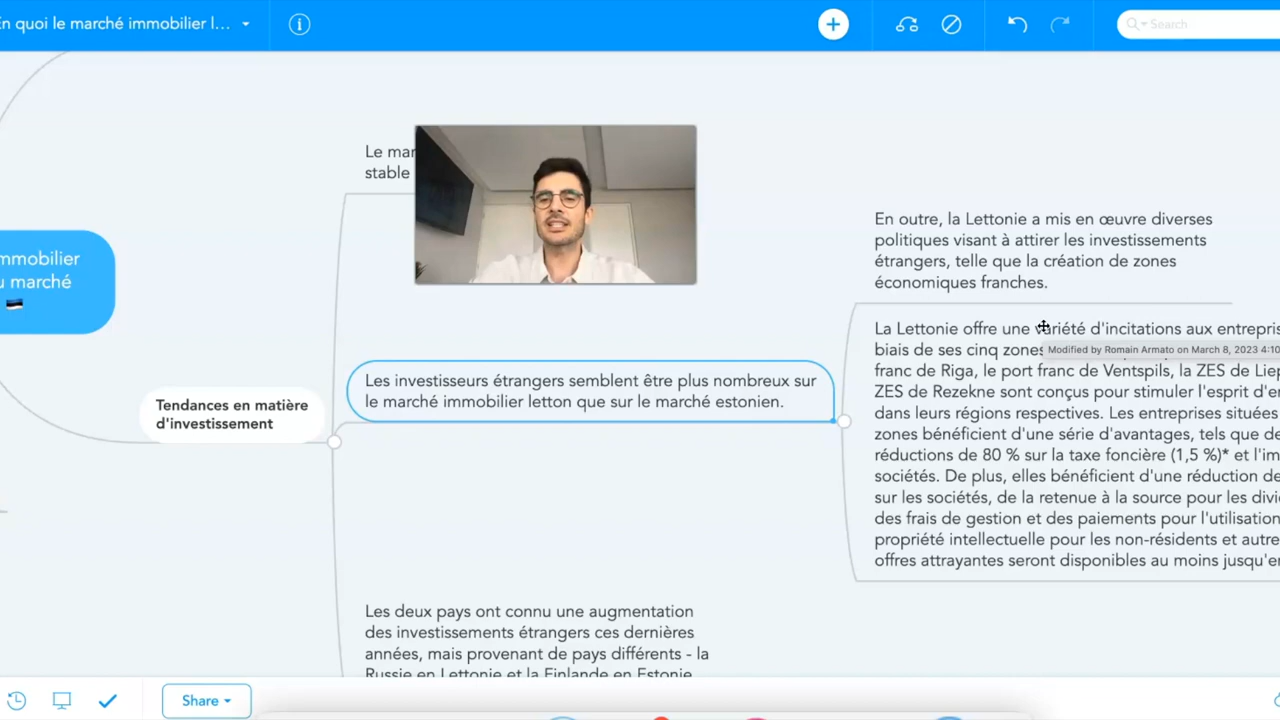 En quoi le marché immobilier l...
Search
Le mar
stable
mmobilier
u marché
En outre, la Lettonie a mis en œuvre diverses
politiques visant à attirer les investissements
étrangers, telle que la création de zones
économiques franches.
Tendances en matière
d'investissement
Les investisseurs étrangers semblent être plus nombreux sur
le marché immobilier letton que sur le marché estonien.
La Lettonie offre une variété d'incitations aux entrepris
biais de ses cinq zones
Modified by Romain Armato on March 8, 2023 4:10
franc de Riga, le port franc de Ventspils, la ZES de Liep
ZES de Rezekne sont conçus pour stimuler l'esprit d'en
dans leurs régions respectives. Les entreprises situées
zones bénéficient d'une série d'avantages, tels que de
réductions de 80 % sur la taxe foncière (1,5 %)* et l'im
sociétés. De plus, elles bénéficient d'une réduction de
sur les sociétés, de la retenue à la source pour les divi
des frais de gestion et des paiements pour l'utilisation
propriété intellectuelle pour les non-résidents et autre
offres attrayantes seront disponibles au moins jusqu'e
Les deux pays ont connu une augmentation
des investissements étrangers ces dernières
années, mais provenant de pays différents - la
Russie en Lettonie et la Finlande en Estonie
Share